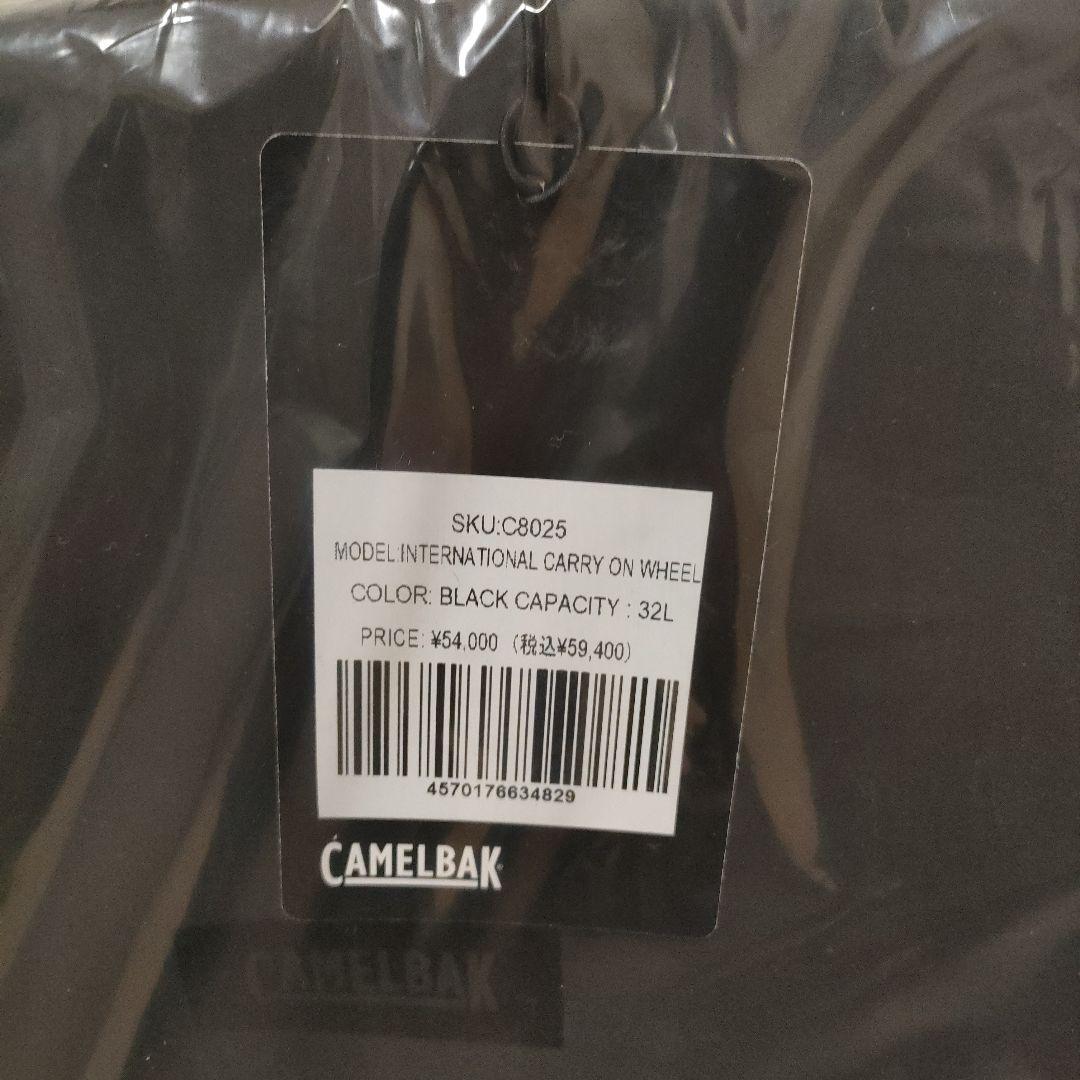 SKU:C8025
MODEL:INTERNATIONAL CARRY ON WHEEL
COLOR: BLACK CAPACITY : 32L
PRICE: ¥54,000 (税込¥59,400)
4570176634829
CAMELBAK
CAMELBAK